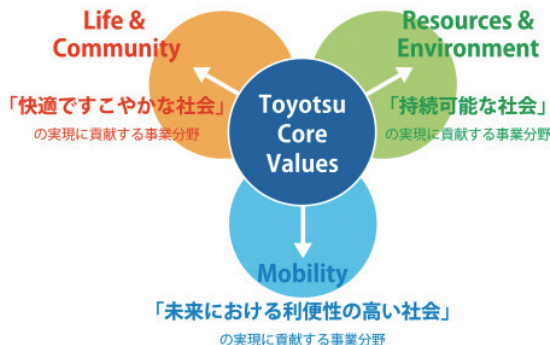 Life &
Community
「快適ですこやかな社会」
の実現に貢献する事業分野
Resources &
Environment
「持続可能な社会」
の実現に貢献する事業分野
Toyotsu
Core
Values
Mobility
「未来における利便性の高い社会」
の実現に貢献する事業分野